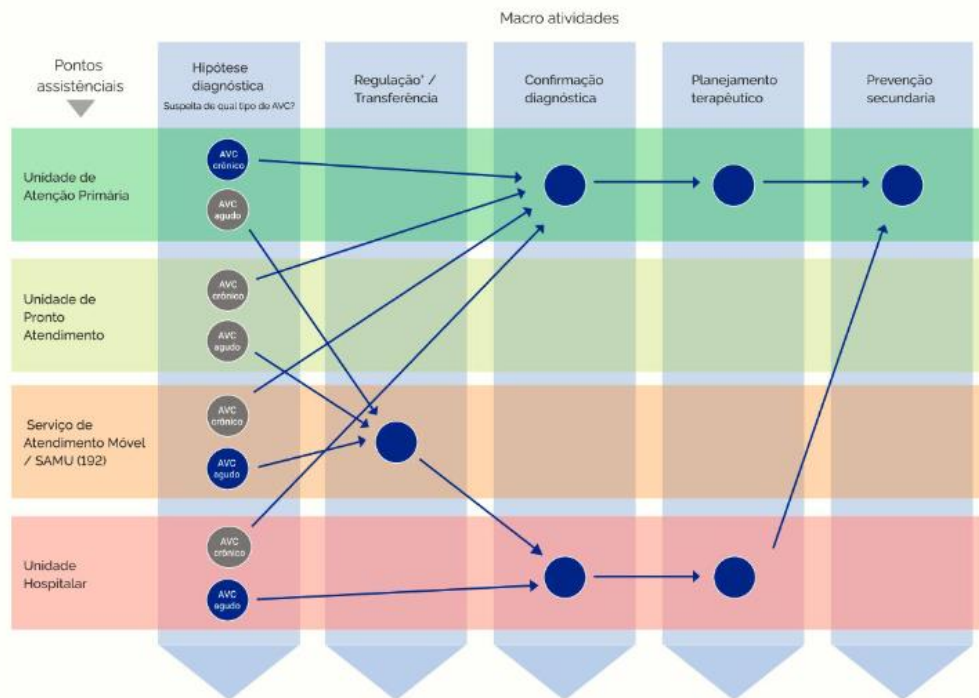 Macro atividades
Pontos
assistênciais
Hipótese
diagnóstica
Suspeita de qual tipo de AVC?
Regulação* /
Transferência
Confirmação
diagnóstica
Planejamento
terapêutico
Prevenção
secundaria
Unidade de
Atenção Primária
AVC
crônico
AVC
agudo
Unidade de
Pronto
Atendimento
AVC
crônico
AVC
agudo
Serviço de
Atendimento Móvel
/ SAMU (192)
AVC
crônico
AVC
agudo
Unidade
Hospitalar
AVC
crônico
AVC
agudo